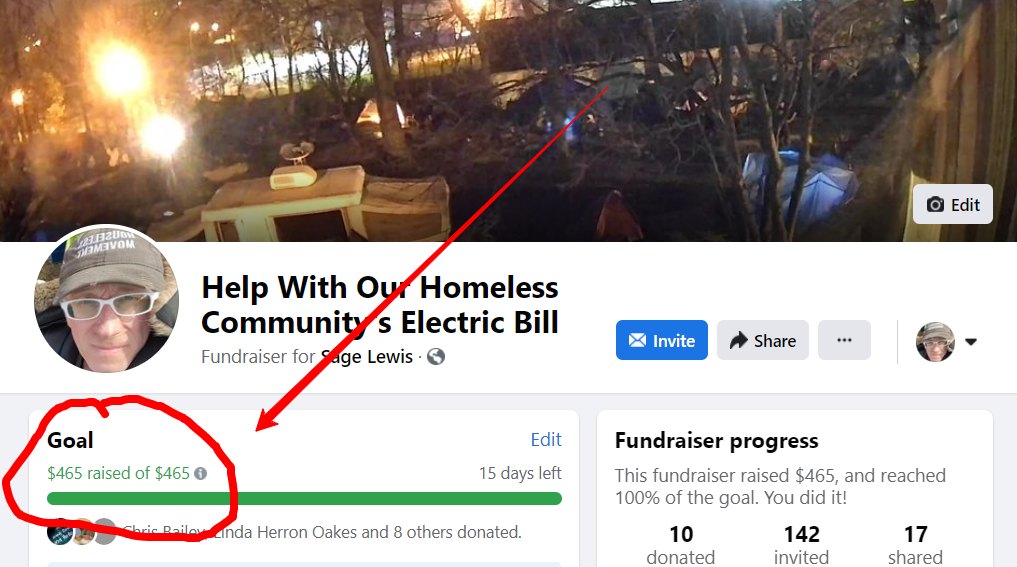 Edit
HOUSELESS
MOVEMENT
Help With Our Homeless
Community's Electric Bill
Fundraiser for Sage Lewis ·
Invite
Share
Goal
Edit
$465 raised of $465
15 days left
Chris Bailey, Linda Herron Oakes and 8 others donated.
Fundraiser progress
This fundraiser raised $465, and reached
100% of the goal. You did it!
10
142
17
donated
invited
shared